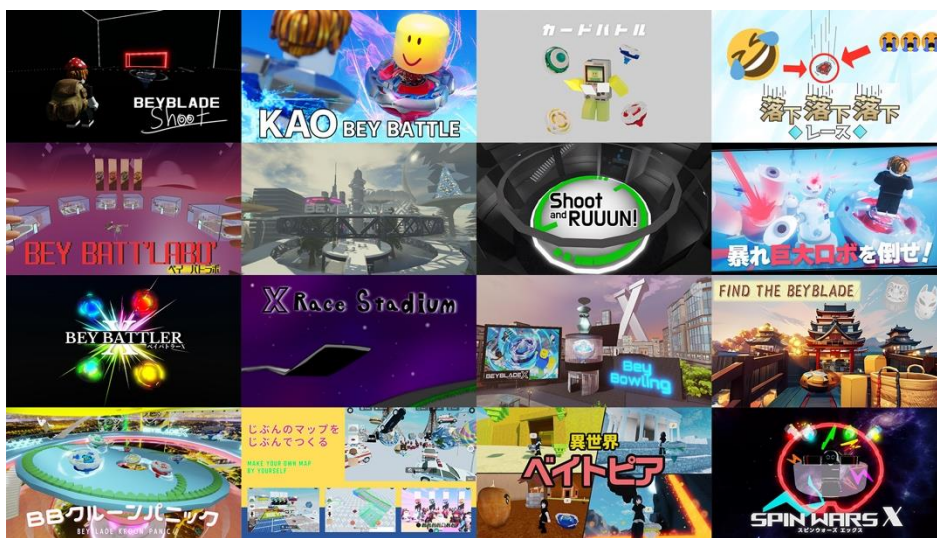 BEYBLADE
Shoot
KAO BEY BATTLE
カードバトル
落下落下落下
レース
BEY BATT'LABO'
ベイ バトラボ
Shoot
and RUUUN!
暴れ巨大ロボを倒せ!
BEY BATTLER
X
ベイバトラーX
X Race Stadium
X
BEYBLADE X
Bey
Bowling
FIND THE BEYBLADE
BBクルーンパニック
BEYBLADE KROON PANIC
じぶんのマップを
じぶんでつくる
MAKE YOUR OWN MAP
BY YOURSELF
異世界
ベイトピア
SPIN WARS X
スピンウォーズ エックス